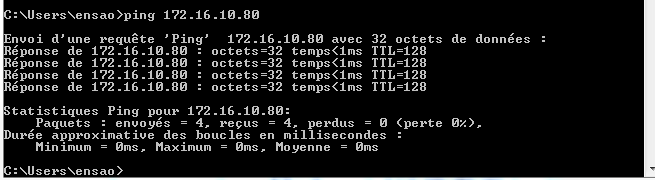 C:\Users\ensao>ping 172.16.10.80
Envoi d'une requête 'Ping'  172.16.10.80 avec 32 octets de données :
Réponse de 172.16.10.80 : octets=32 temps<1ms TTL=128
Réponse de 172.16.10.80 : octets=32 temps<1ms TTL=128
Réponse de 172.16.10.80 : octets=32 temps<1ms TTL=128
Réponse de 172.16.10.80 : octets=32 temps<1ms TTL=128
Statistiques Ping pour 172.16.10.80:
    Paquets : envoyés = 4, reçus = 4, perdus = 0 (perte 0%),
Durée approximative des boucles en millisecondes :
    Minimum = 0ms, Maximum = 0ms, Moyenne = 0ms
C:\Users\ensao>